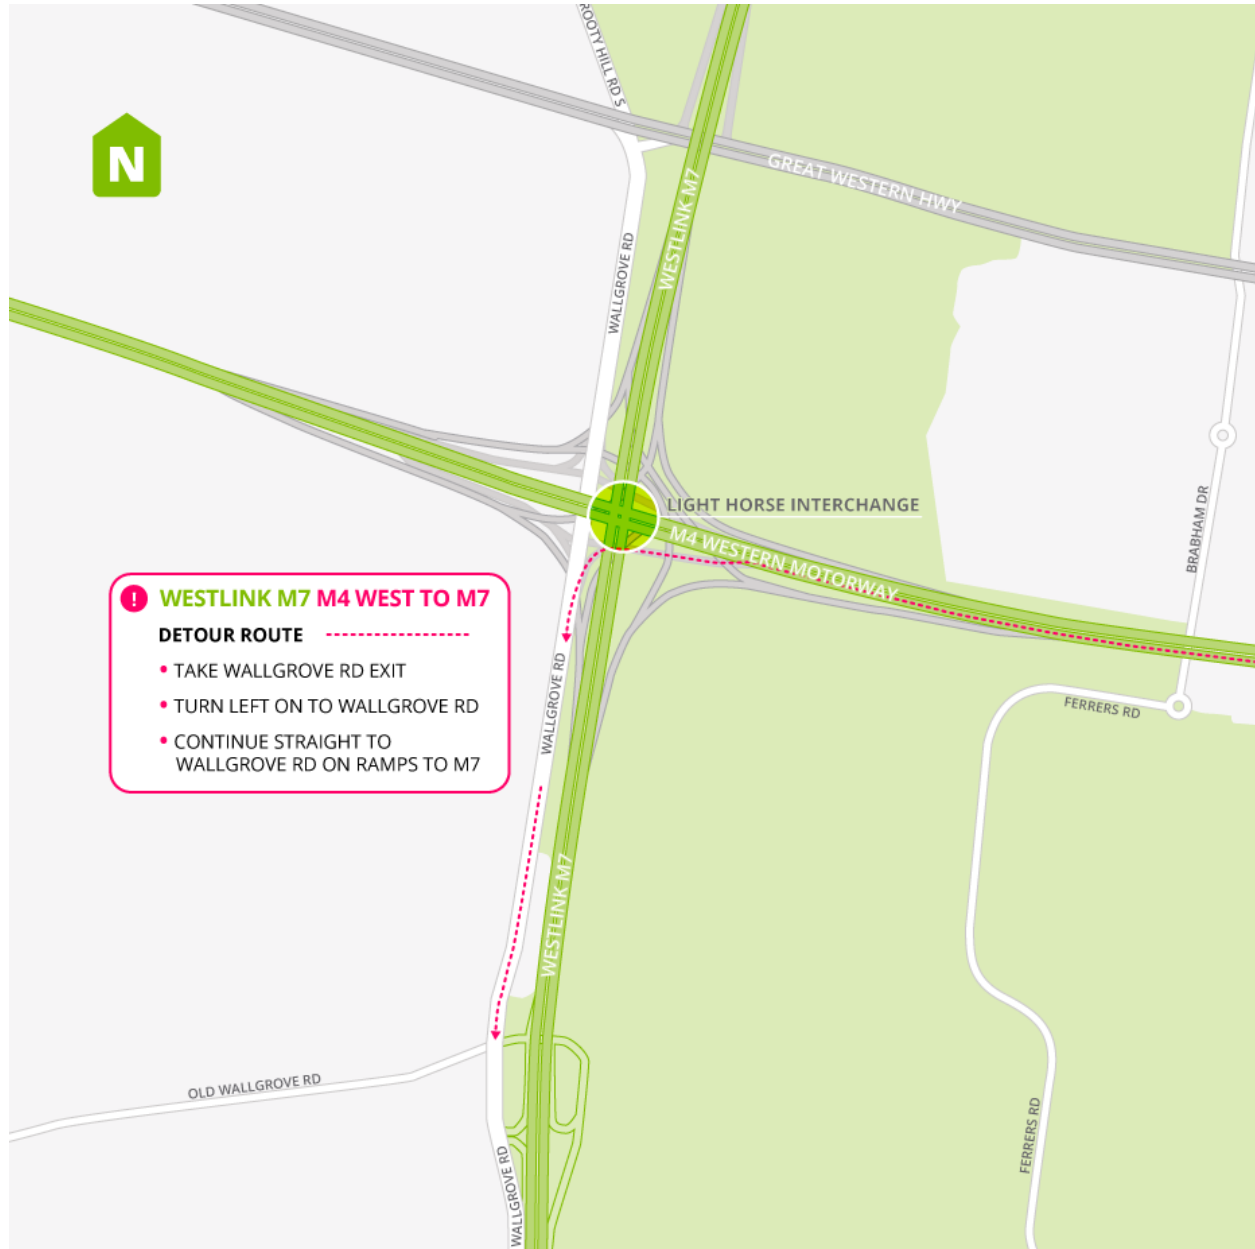 ROOTY HILL RD S
N
GREAT WESTERN HWY
WESTLINK M7
WALLGROVE RD
LIGHT HORSE INTERCHANGE
M4 WESTERN MOTORWAY
BRABHAM DR
! WESTLINK M7 M4 WEST TO M7
DETOUR ROUTE
• TAKE WALLGROVE RD EXIT
• TURN LEFT ON TO WALLGROVE RD
• CONTINUE STRAIGHT TO
WALLGROVE RD ON RAMPS TO M7
WALLGROVE RD
FERRERS RD
WESTLINK M7
OLD WALLGROVE RD
FERRERS RD
WALLGROVE RD